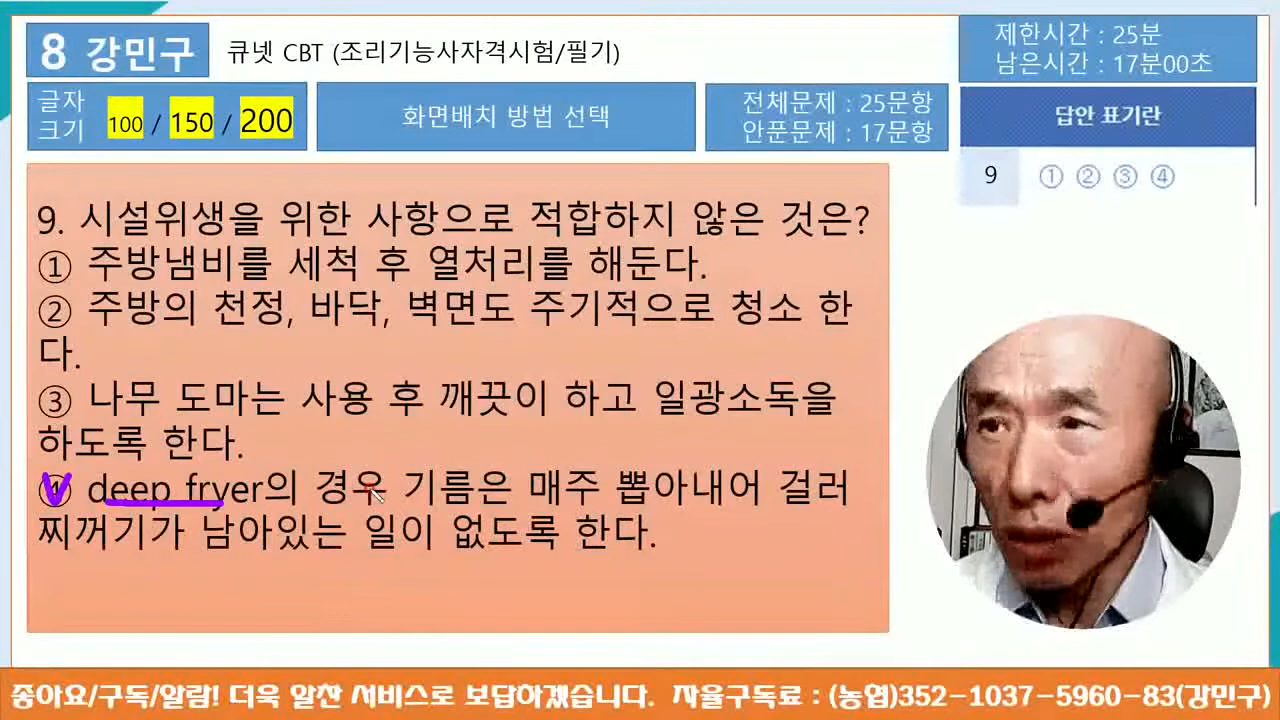 8 강민구
큐넷 CBT (조리기능사자격시험/필기)
제한시간 : 25분
남은시간 : 17분00초
글자
크기
100 / 150 / 200
화면배치 방법 선택
전체문제 : 25문항
안푼문제 : 17문항
답안 표기란
9 ① ② ③ ④
9. 시설위생을 위한 사항으로 적합하지 않은 것은?
① 주방냄비를 세척 후 열처리를 해둔다.
② 주방의 천정, 바닥, 벽면도 주기적으로 청소 한
다.
③ 나무 도마는 사용 후 깨끗이 하고 일광소독을
하도록 한다.
④ deep fryer의 경우 기름은 매주 뽑아내어 걸러
찌꺼기가 남아있는 일이 없도록 한다.
종아요/구독/알람! 더욱 알찬 서비스로 보답하겠습니다. 자율구독료 : (농협)352-1037-5960-83(강민구)